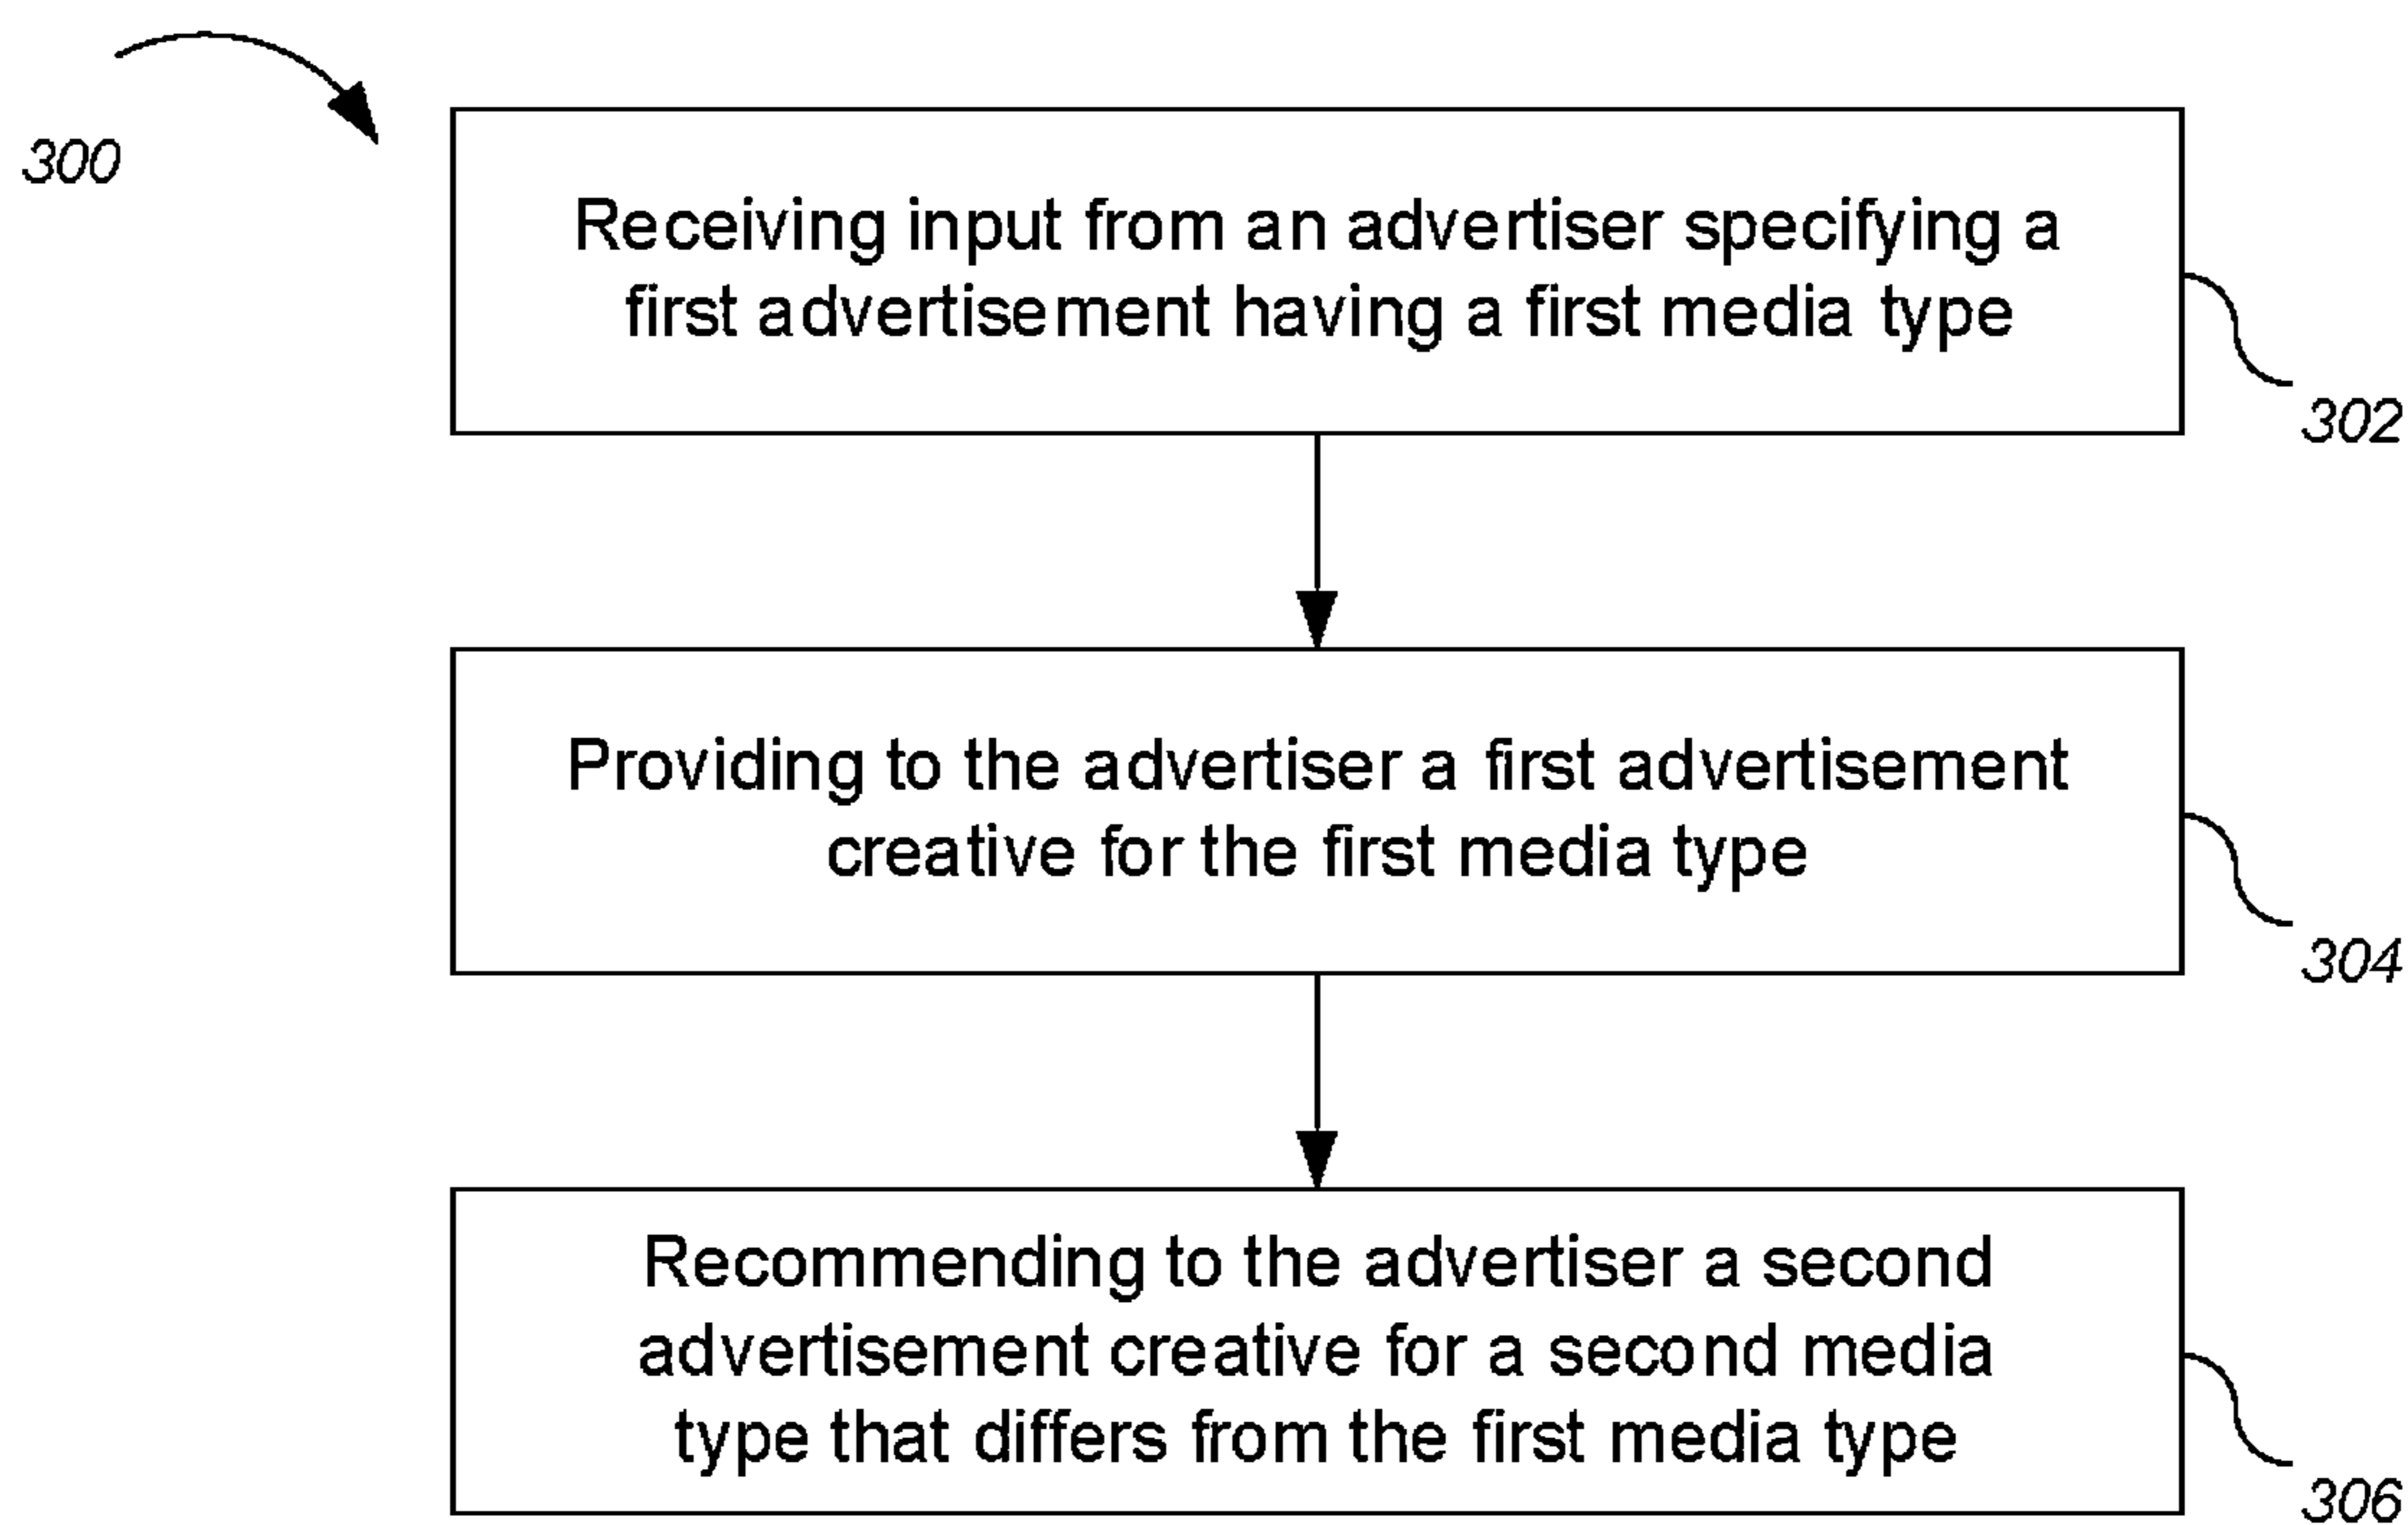 300
Receiving input from an advertiser specifying a
first advertisement having a first media type
302
Providing to the advertiser a first advertisement
creative for the first media type
304
Recommending to the advertiser a second
advertisement creative for a second media
type that differs from the first media type
306